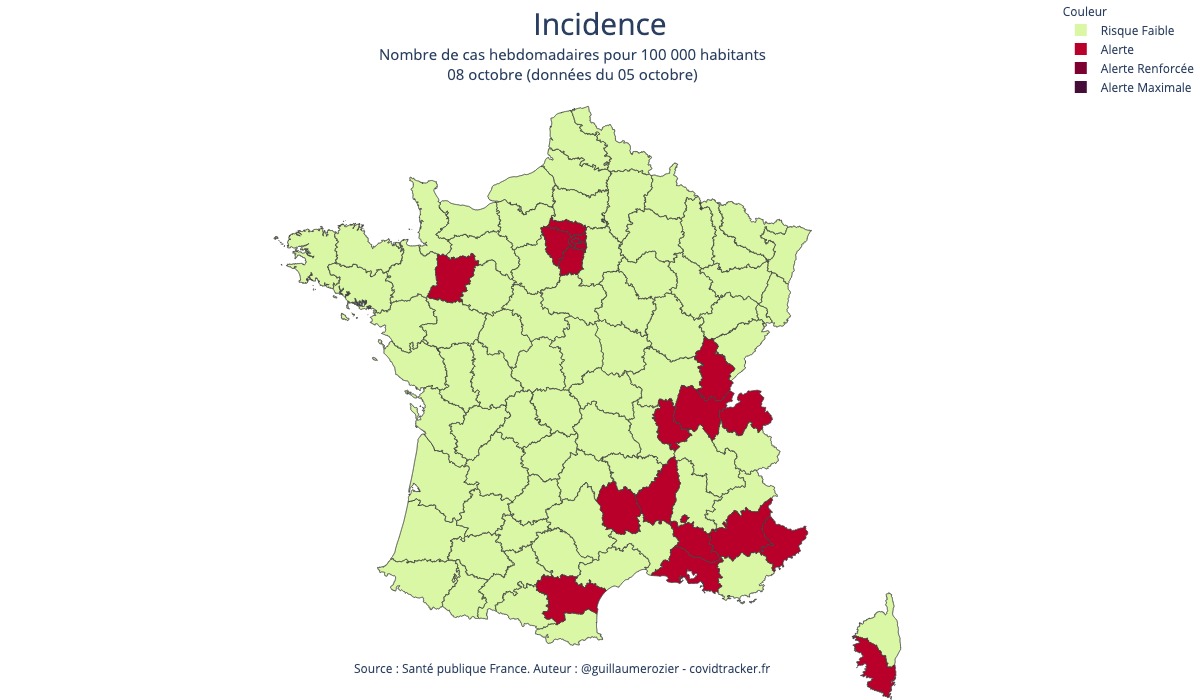 Incidence
Nombre de cas hebdomadaires pour 100 000 habitants
08 octobre (données du 05 octobre)
Couleur
Risque Faible
Alerte
Alerte Renforcée
Alerte Maximale
Source : Santé publique France. Auteur : @guillaumerozier - covidtracker.fr